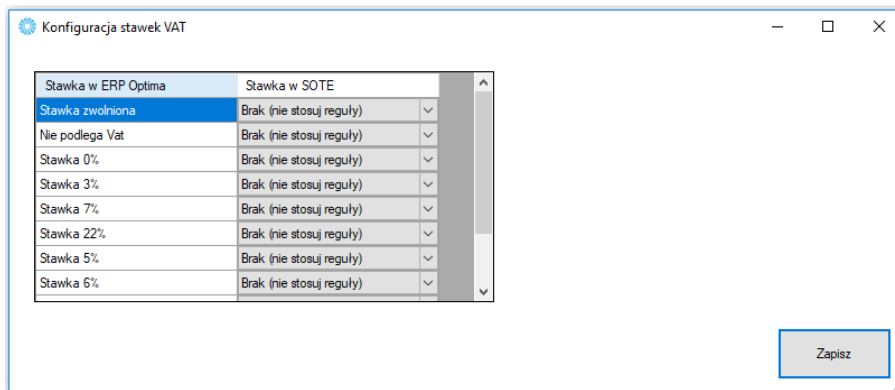 Konfiguracja stawek VAT
Stawka w ERP Optima Stawka w SOTE
Stawka zwolniona Brak (nie stosuj reguły)
Nie podlega Vat Brak (nie stosuj reguły)
Stawka 0% Brak (nie stosuj reguły)
Stawka 3% Brak (nie stosuj reguły)
Stawka 7% Brak (nie stosuj reguły)
Stawka 22% Brak (nie stosuj reguły)
Stawka 5% Brak (nie stosuj reguły)
Stawka 6% Brak (nie stosuj reguły)
Zapisz